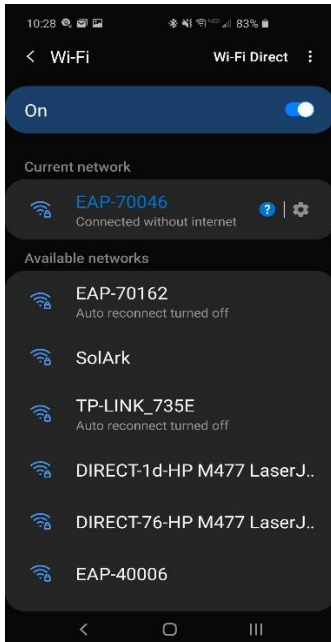 10:28 83%
Wi-Fi Wi-Fi Direct
On
Current network
EAP-70046
Connected without internet
Available networks
EAP-70162
Auto reconnect turned off
SolArk
TP-LINK_735E
Auto reconnect turned off
DIRECT-1d-HP M477 LaserJ..
DIRECT-76-HP M477 LaserJ..
EAP-40006